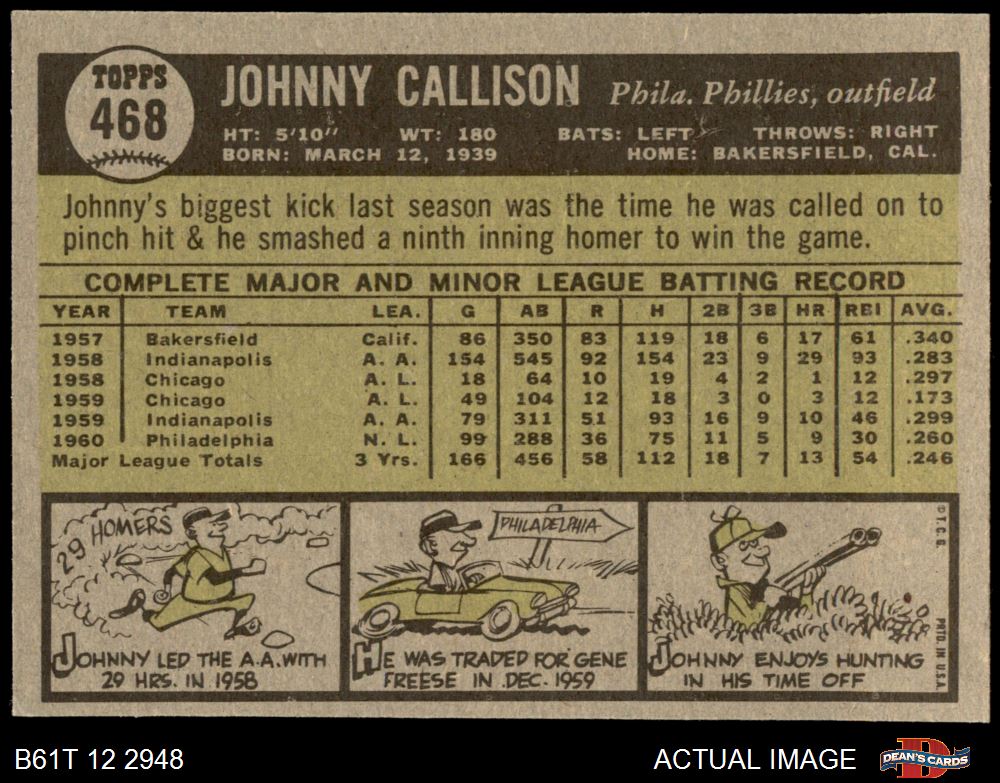 TOPPS
468
JOHNNY CALLISON Phila. Phillies, outfield
HT: 5'10" WT: 180 BATS: LEFT THROWS: RIGHT
BORN: MARCH 12, 1939 HOME: BAKERSFIELD, CAL.
Johnny's biggest kick last season was the time he was called on to
pinch hit & he smashed a ninth inning homer to win the game.
COMPLETE MAJOR AND MINOR LEAGUE BATTING RECORD
YEAR TEAM LEA. G AB R H 2B 3B HR RBI AVG.
1957 Bakersfield Calif. 86 350 83 119 18 6 17 61 .340
1958 Indianapolis A. A. 154 545 92 154 23 9 29 93 .283
1958 Chicago A. L. 18 64 10 19 4 2 1 12 .297
1959 Chicago A. L. 49 104 12 18 3 0 3 12 .173
1959 Indianapolis A. A. 79 311 51 93 16 9 10 46 .299
1960 Philadelphia N. L. 99 288 36 75 11 5 9 30 .260
Major League Totals 3 Yrs. 166 456 58 112 18 7 13 54 .246
29 HOMERS
JOHNNY LED THE A.A. WITH
29 HRS. IN 1958
PHILADELPHIA
HE WAS TRADED FOR GENE
FREESE IN DEC. 1959
JOHNNY ENJOYS HUNTING
IN HIS TIME OFF
© T.C.G.
PRTD. IN U.S.A.
B61T 12 2948
ACTUAL IMAGE
D
DEAN'S CARDS